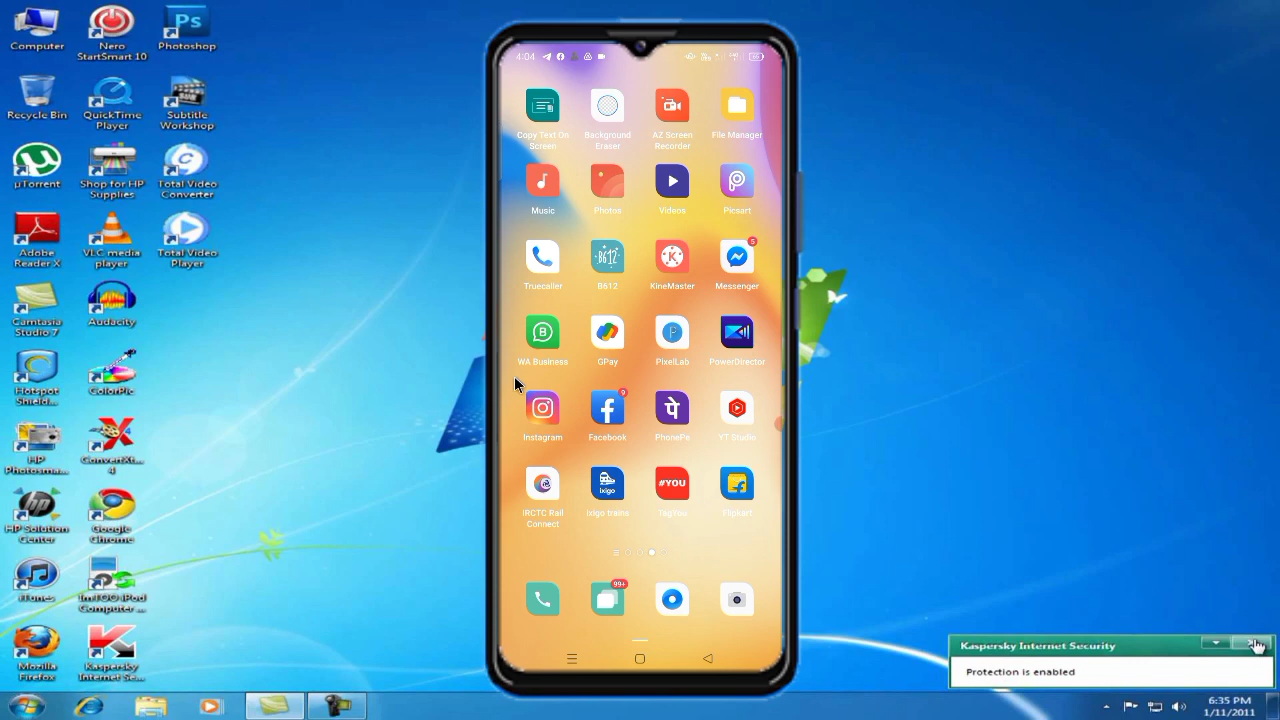 Computer
Nero
StartSmart 10
Ps
Photoshop
Recycle Bin
QuickTime
Player
Subtitle
Workshop
µTorrent
Shop for HP
Supplies
Total Video
Converter
Adobe
Reader X
VLC media
player
Total Video
Player
Camtasia
Studio 7
Audacity
Hotspot
Shield...
ColorPic
HP
Photosma...
ConvertXt...
4
HP Solution
Center
Google
Chrome
iTunes
ImTOO iPod
Computer ...
Mozilla
Firefox
Kaspersky
Internet Se...
4:04
Copy Text On
Screen
Background
Eraser
AZ Screen
Recorder
File Manager
Music
Photos
Videos
Picsart
5
B612
Truecaller
B612
KineMaster
Messenger
WA Business
GPay
PixelLab
PowerDirector
9
पे
Instagram
Facebook
PhonePe
YT Studio
ixigo
#YOU
IRCTC Rail
Connect
ixigo trains
TagYou
Flipkart
99+
Kaspersky Internet Security
Protection is enabled
6:35 PM
1/11/2011